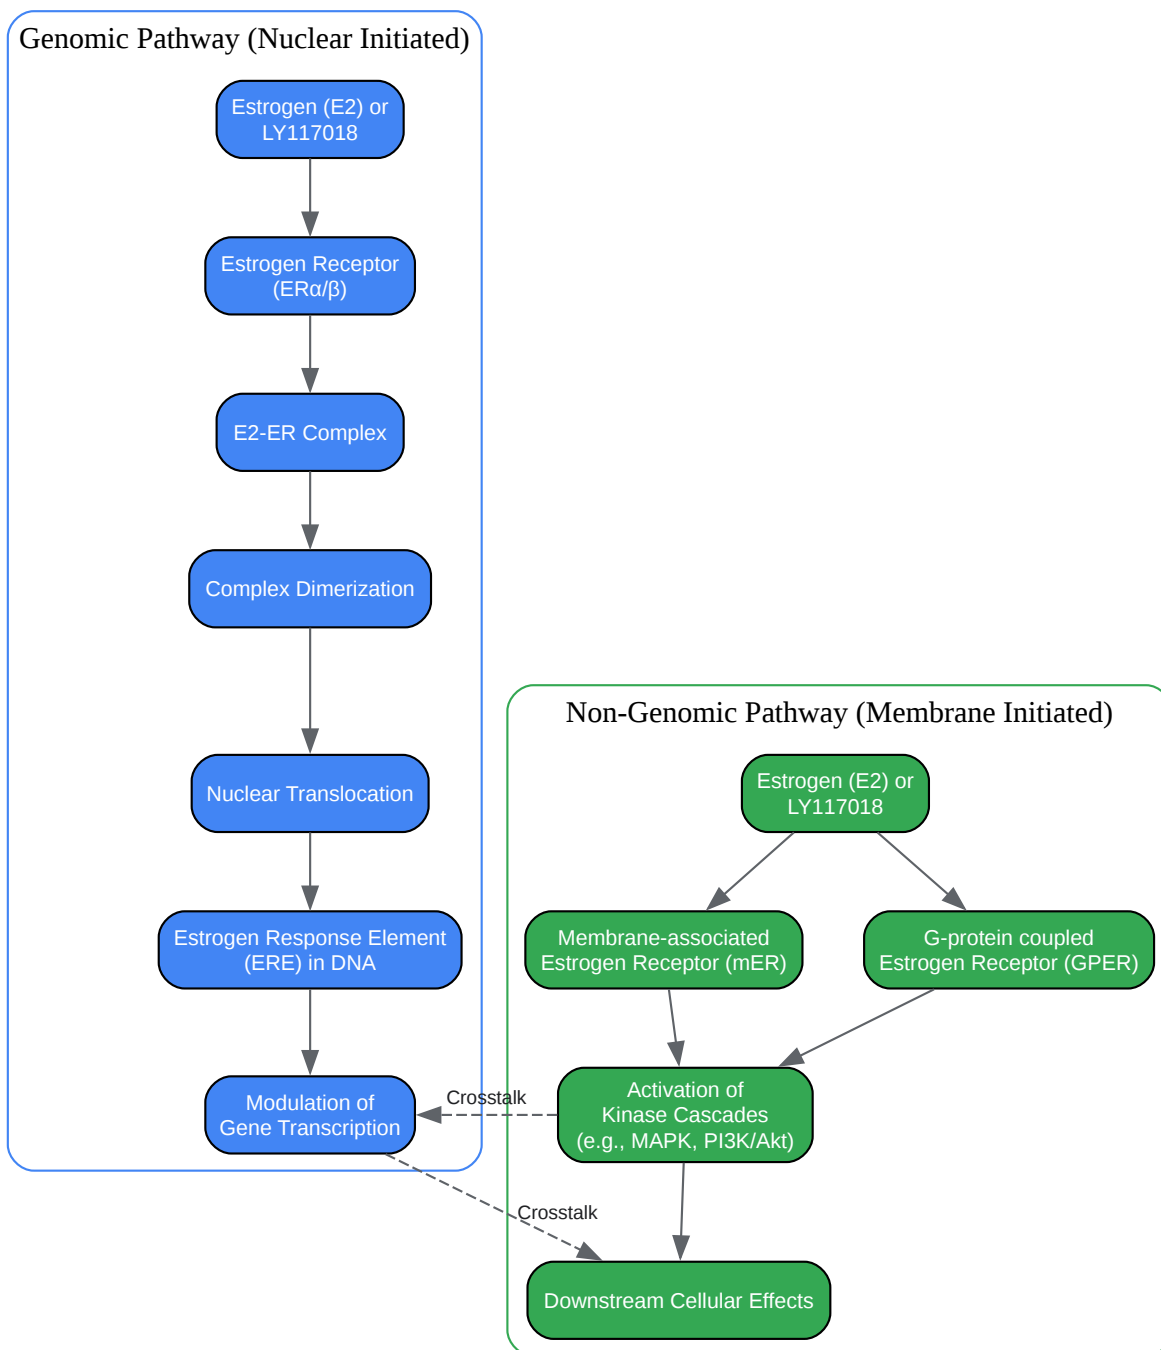 Genomic Pathway (Nuclear Initiated)
Estrogen (E2) or
LY117018
Estrogen Receptor
(ERα/β)
E2-ER Complex
Complex Dimerization
Nuclear Translocation
Estrogen Response Element
(ERE) in DNA
Modulation of
Gene Transcription
Non-Genomic Pathway (Membrane Initiated)
Estrogen (E2) or
LY117018
Membrane-associated
Estrogen Receptor (mER)
G-protein coupled
Estrogen Receptor (GPER)
Activation of
Kinase Cascades
(e.g., MAPK, PI3K/Akt)
Crosstalk
Crosstalk
Downstream Cellular Effects